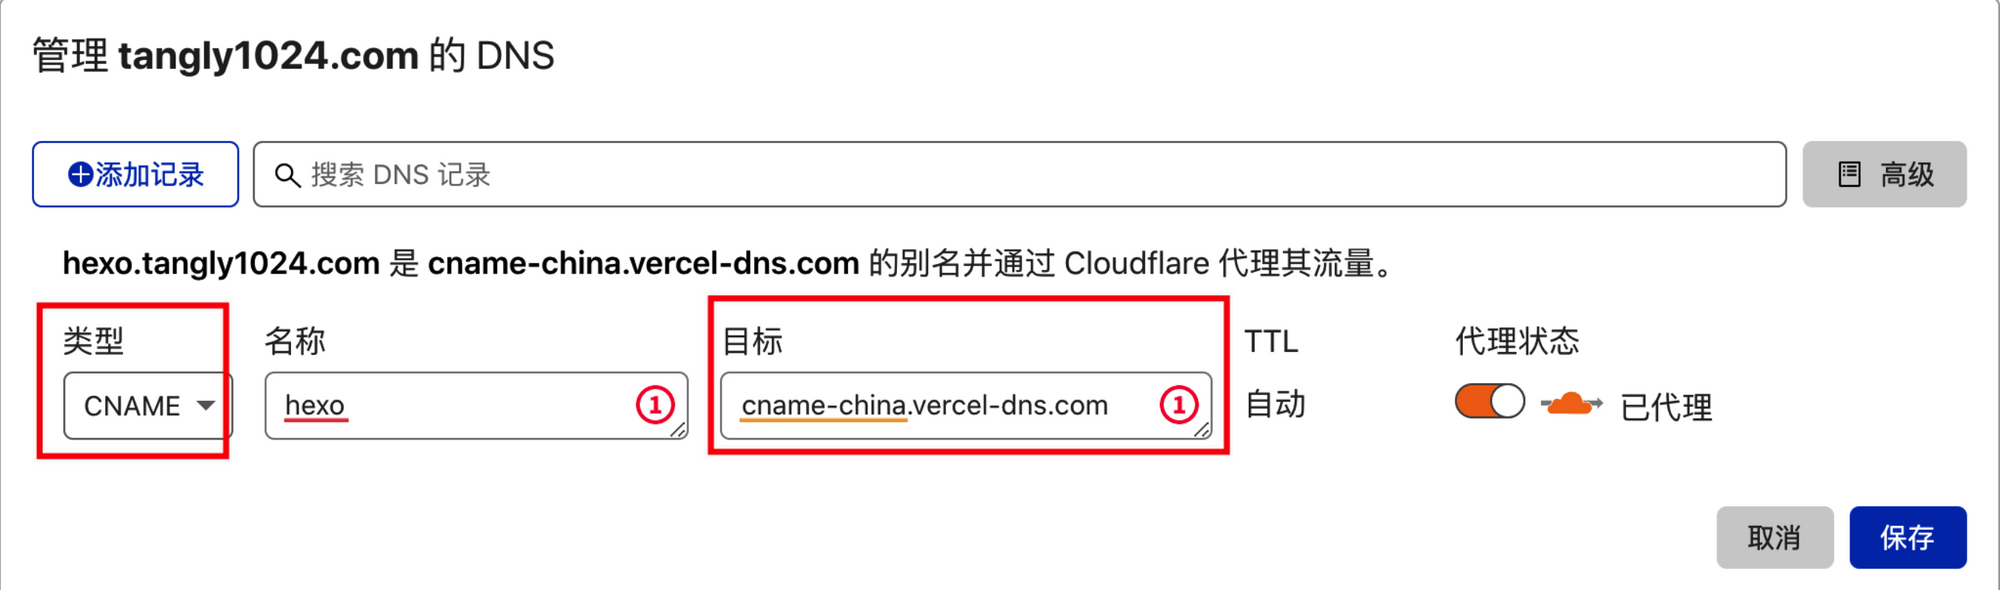 管理 tangly1024.com 的 DNS
添加记录
搜索 DNS 记录
高级
hexo.tangly1024.com 是 cname-china.vercel-dns.com 的别名并通过 Cloudflare 代理其流量。
类型 名称 目标 TTL 代理状态
CNAME hexo 1 cname-china.vercel-dns.com 1 自动 已代理
取消 保存